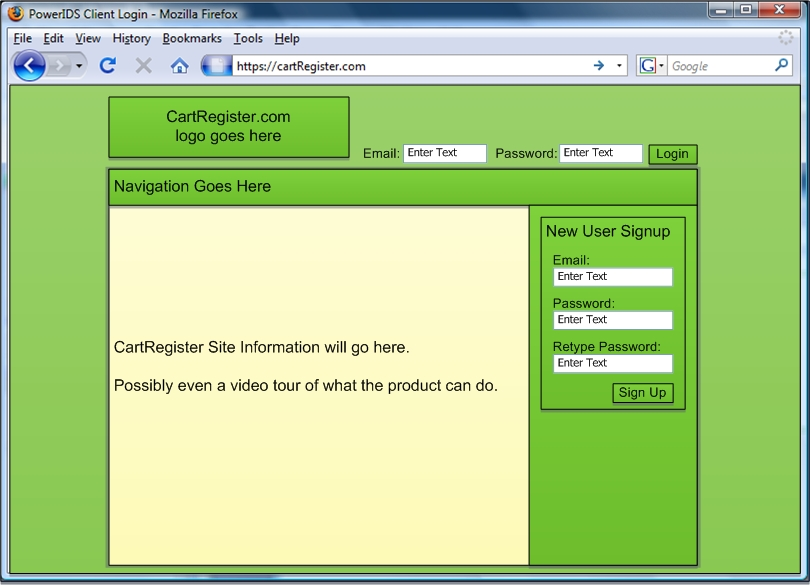 PowerIDS Client Login - Mozilla Firefox
File Edit View History Bookmarks Tools Help
https://cartRegister.com
G Google
CartRegister.com
logo goes here
Email: Enter Text Password: Enter Text Login
Navigation Goes Here
New User Signup
Email:
Enter Text
Password:
Enter Text
Retype Password:
Enter Text
Sign Up
CartRegister Site Information will go here.
Possibly even a video tour of what the product can do.